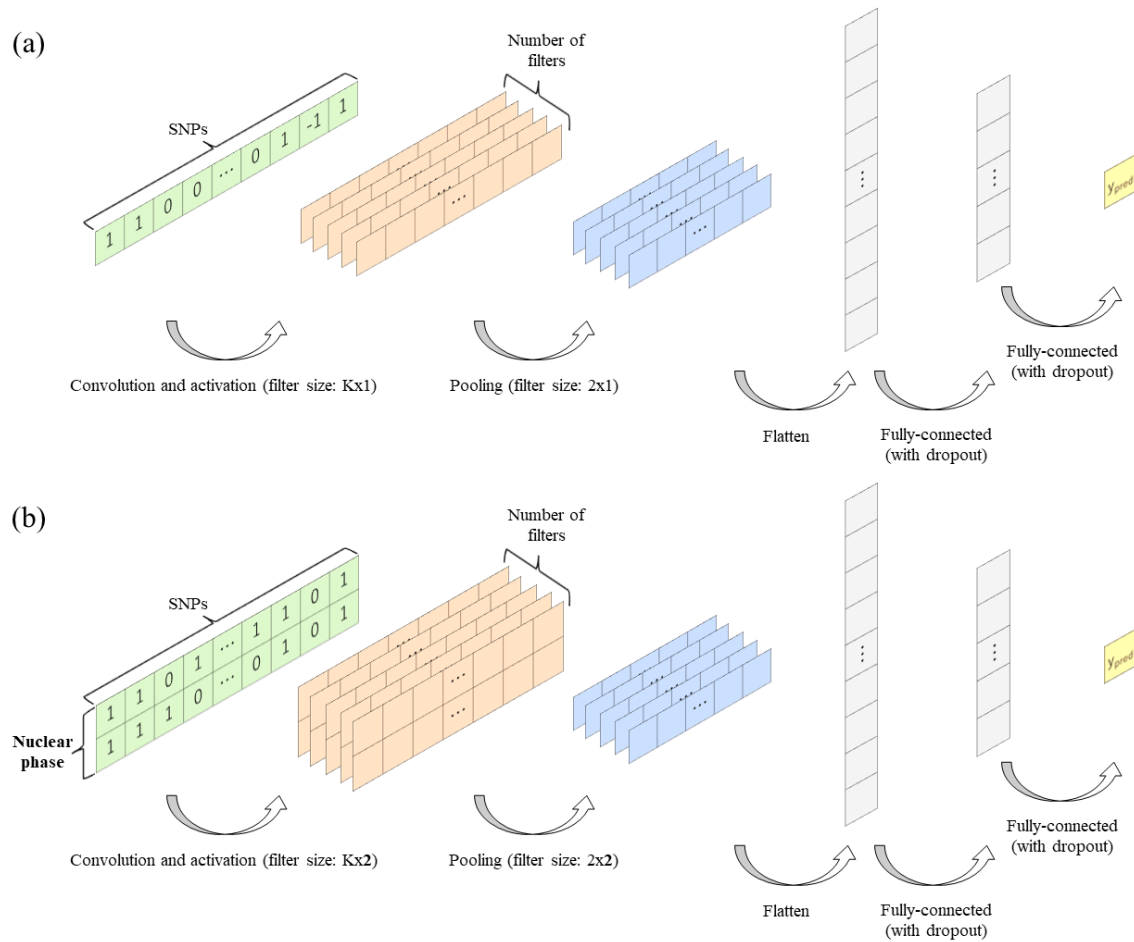 (a)
Number of
filters
SNPs
1 1 0 0 ... 0 1 -1 1
...
...
...
...
...
...
...
...
...
...
⋮
⋮
ypred
Convolution and activation (filter size: Kx1)
Pooling (filter size: 2x1)
Flatten
Fully-connected
(with dropout)
Fully-connected
(with dropout)
(b)
Number of
filters
SNPs
1 1 0 1 ... 1 1 0 1
1 1 1 0 ... 0 1 0 1
Nuclear
phase
...
...
...
...
...
...
...
...
...
...
...
⋮
⋮
ypred
Convolution and activation (filter size: Kx2)
Pooling (filter size: 2x2)
Flatten
Fully-connected
(with dropout)
Fully-connected
(with dropout)